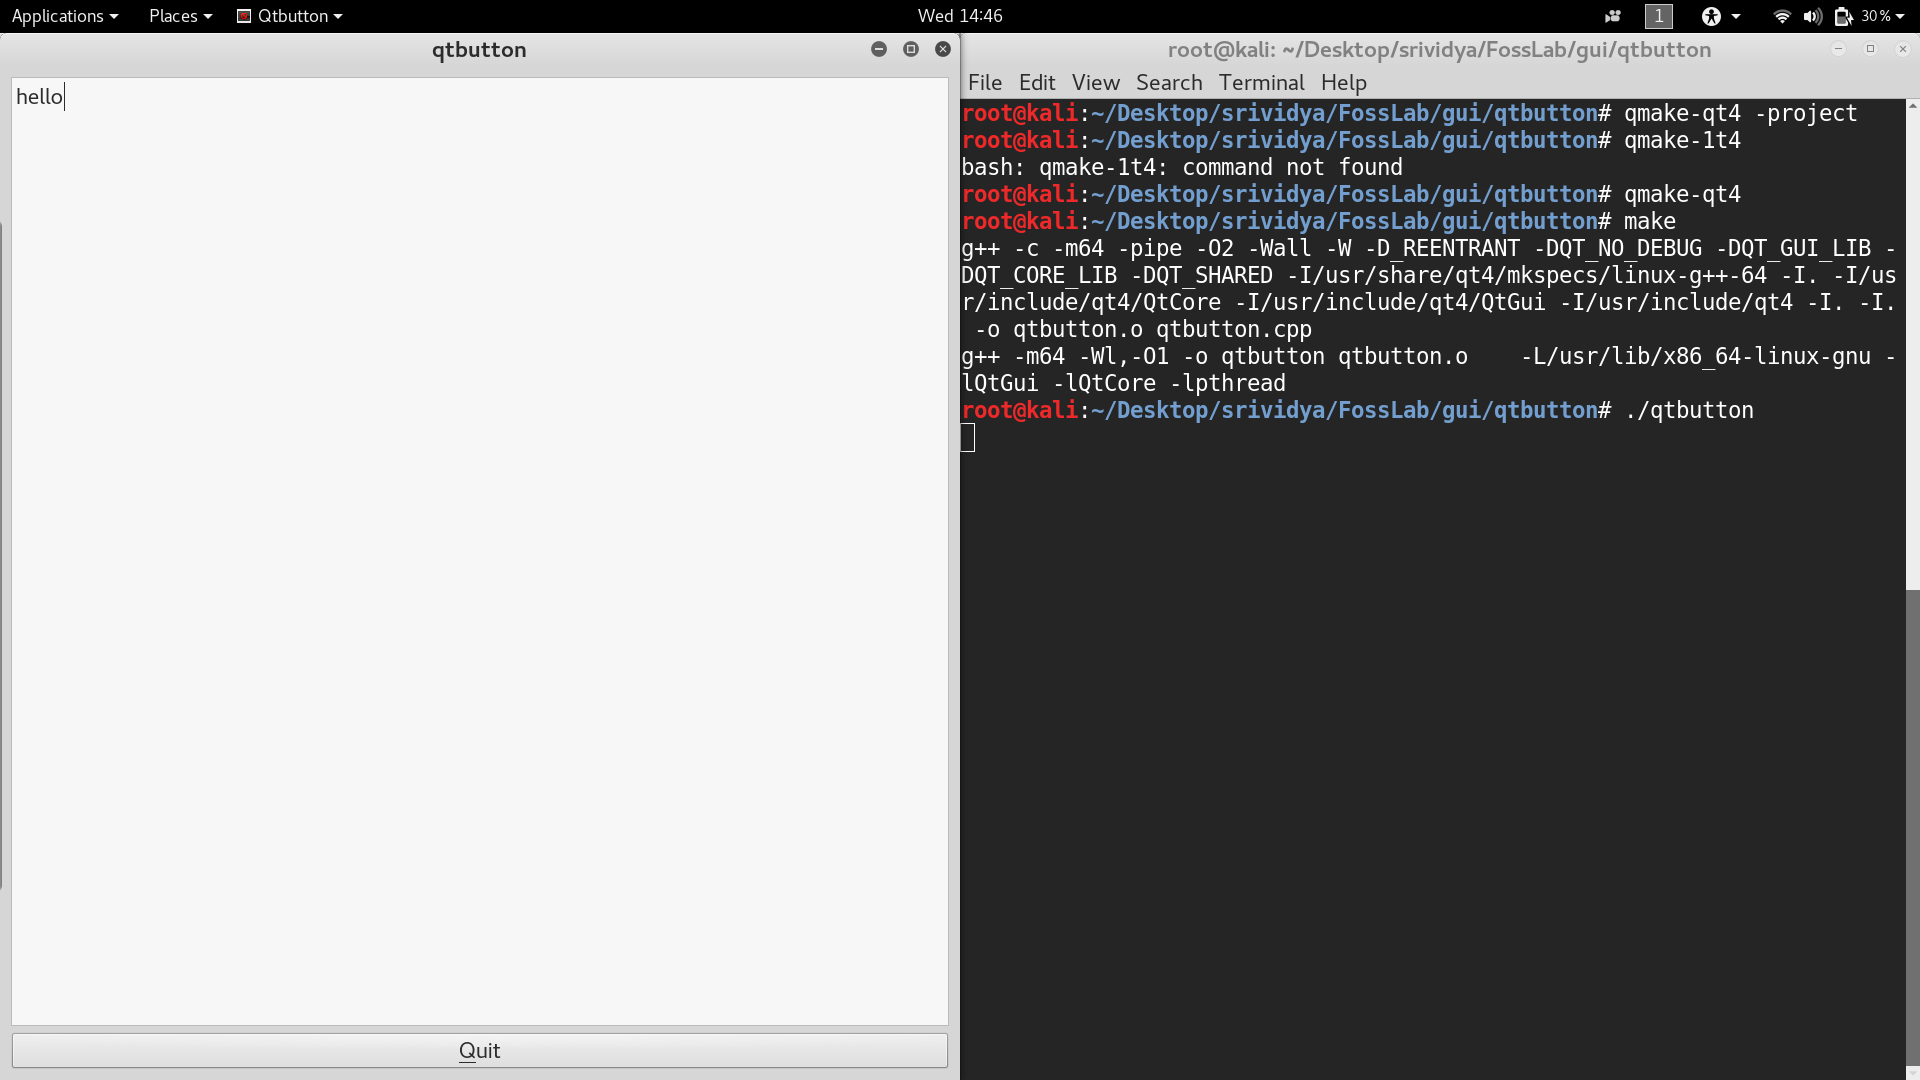 Applications Places Qtbutton Wed 14:46 1 30%
qtbutton
hello
Quit
root@kali: ~/Desktop/srividya/FossLab/gui/qtbutton
File Edit View Search Terminal Help
root@kali:~/Desktop/srividya/FossLab/gui/qtbutton# qmake-qt4 -project
root@kali:~/Desktop/srividya/FossLab/gui/qtbutton# qmake-1t4
bash: qmake-1t4: command not found
root@kali:~/Desktop/srividya/FossLab/gui/qtbutton# qmake-qt4
root@kali:~/Desktop/srividya/FossLab/gui/qtbutton# make
g++ -c -m64 -pipe -O2 -Wall -W -D_REENTRANT -DQT_NO_DEBUG -DQT_GUI_LIB -
DQT_CORE_LIB -DQT_SHARED -I/usr/share/qt4/mkspecs/linux-g++-64 -I. -I/us
r/include/qt4/QtCore -I/usr/include/qt4/QtGui -I/usr/include/qt4 -I. -I.
 -o qtbutton.o qtbutton.cpp
g++ -m64 -Wl,-O1 -o qtbutton qtbutton.o    -L/usr/lib/x86_64-linux-gnu -
lQtGui -lQtCore -lpthread
root@kali:~/Desktop/srividya/FossLab/gui/qtbutton# ./qtbutton